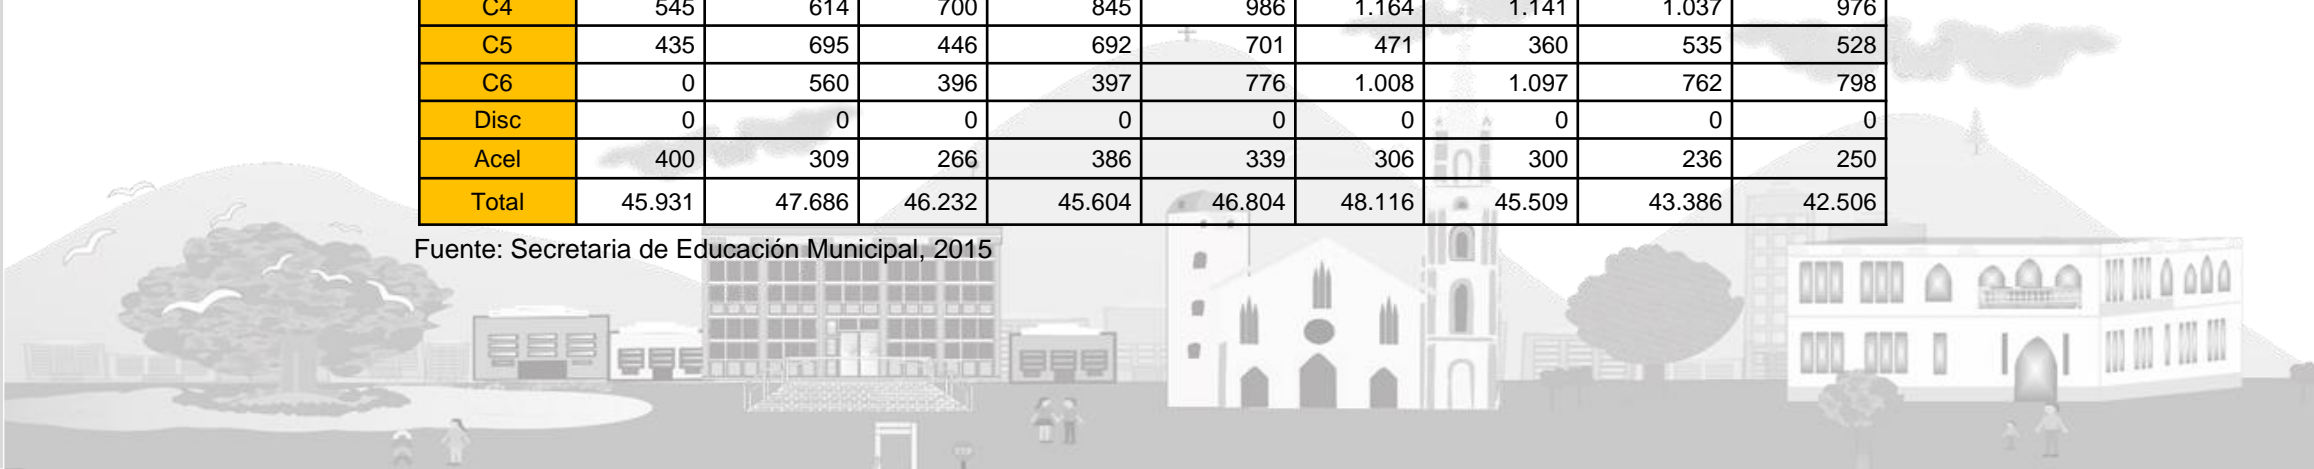 C4 545 614 700 845 986 1.164 1.141 1.037 976
C5 435 695 446 692 701 471 360 535 528
C6 0 560 396 397 776 1.008 1.097 762 798
Disc 0 0 0 0 0 0 0 0 0
Acel 400 309 266 386 339 306 300 236 250
Total 45.931 47.686 46.232 45.604 46.804 48.116 45.509 43.386 42.506
Fuente: Secretaria de Educación Municipal, 2015